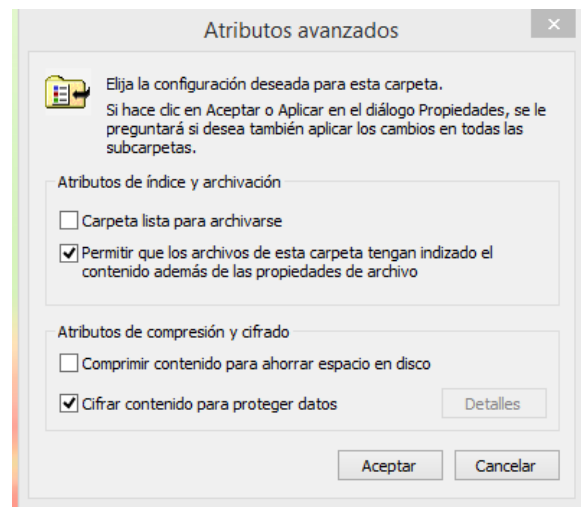 Atributos avanzados
Elija la configuración deseada para esta carpeta.
Si hace clic en Aceptar o Aplicar en el diálogo Propiedades, se le
preguntará si desea también aplicar los cambios en todas las
subcarpetas.
Atributos de índice y archivación
Carpeta lista para archivarse
Permitir que los archivos de esta carpeta tengan indizado el
contenido además de las propiedades de archivo
Atributos de compresión y cifrado
Comprimir contenido para ahorrar espacio en disco
Cifrar contenido para proteger datos
Detalles
Aceptar
Cancelar